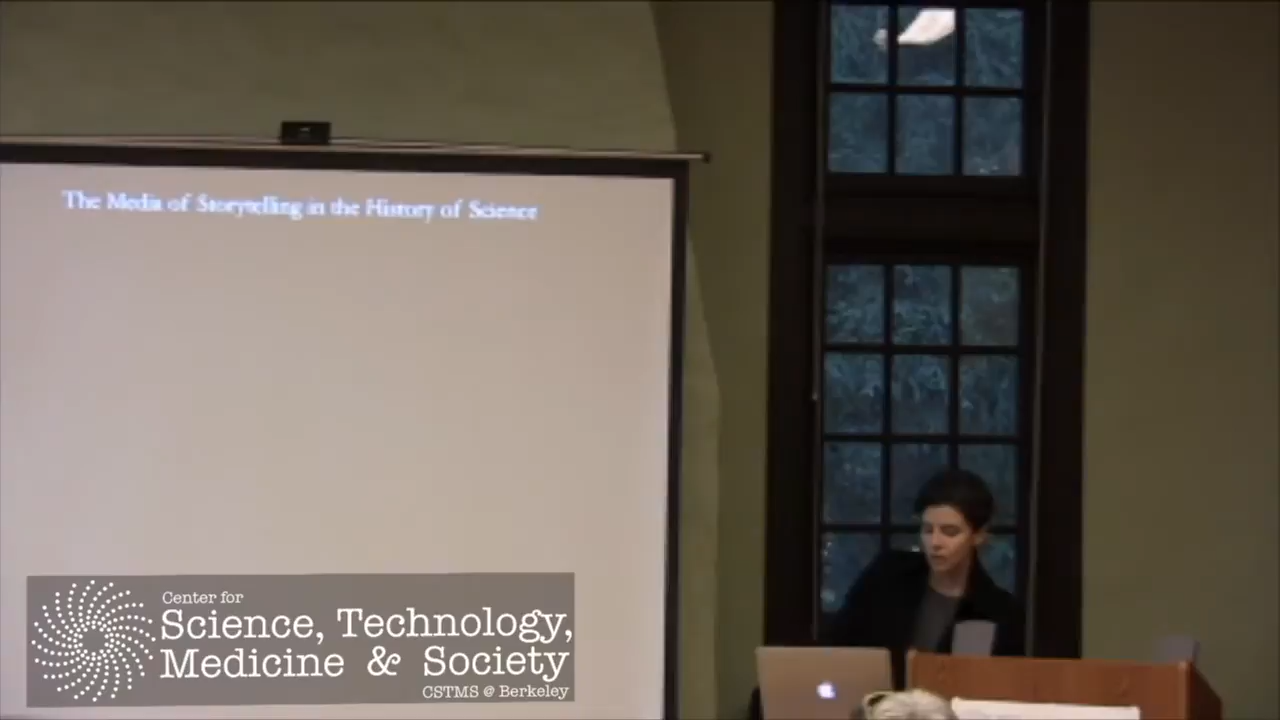 The Media of Storytelling in the History of Science
Center for
Science, Technology,
Medicine & Society
CSTMS @ Berkeley